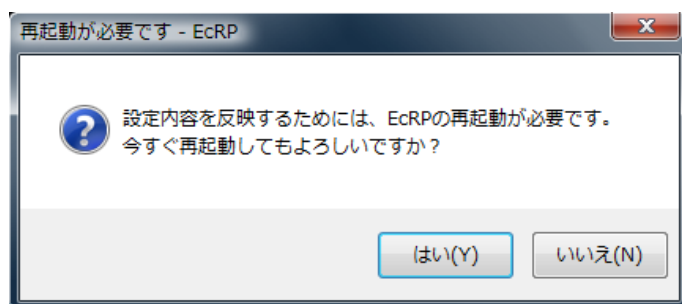 再起動が必要です - EcRP
設定内容を反映するためには、EcRPの再起動が必要です。
今すぐ再起動してもよろしいですか？
はい(Y)
いいえ(N)